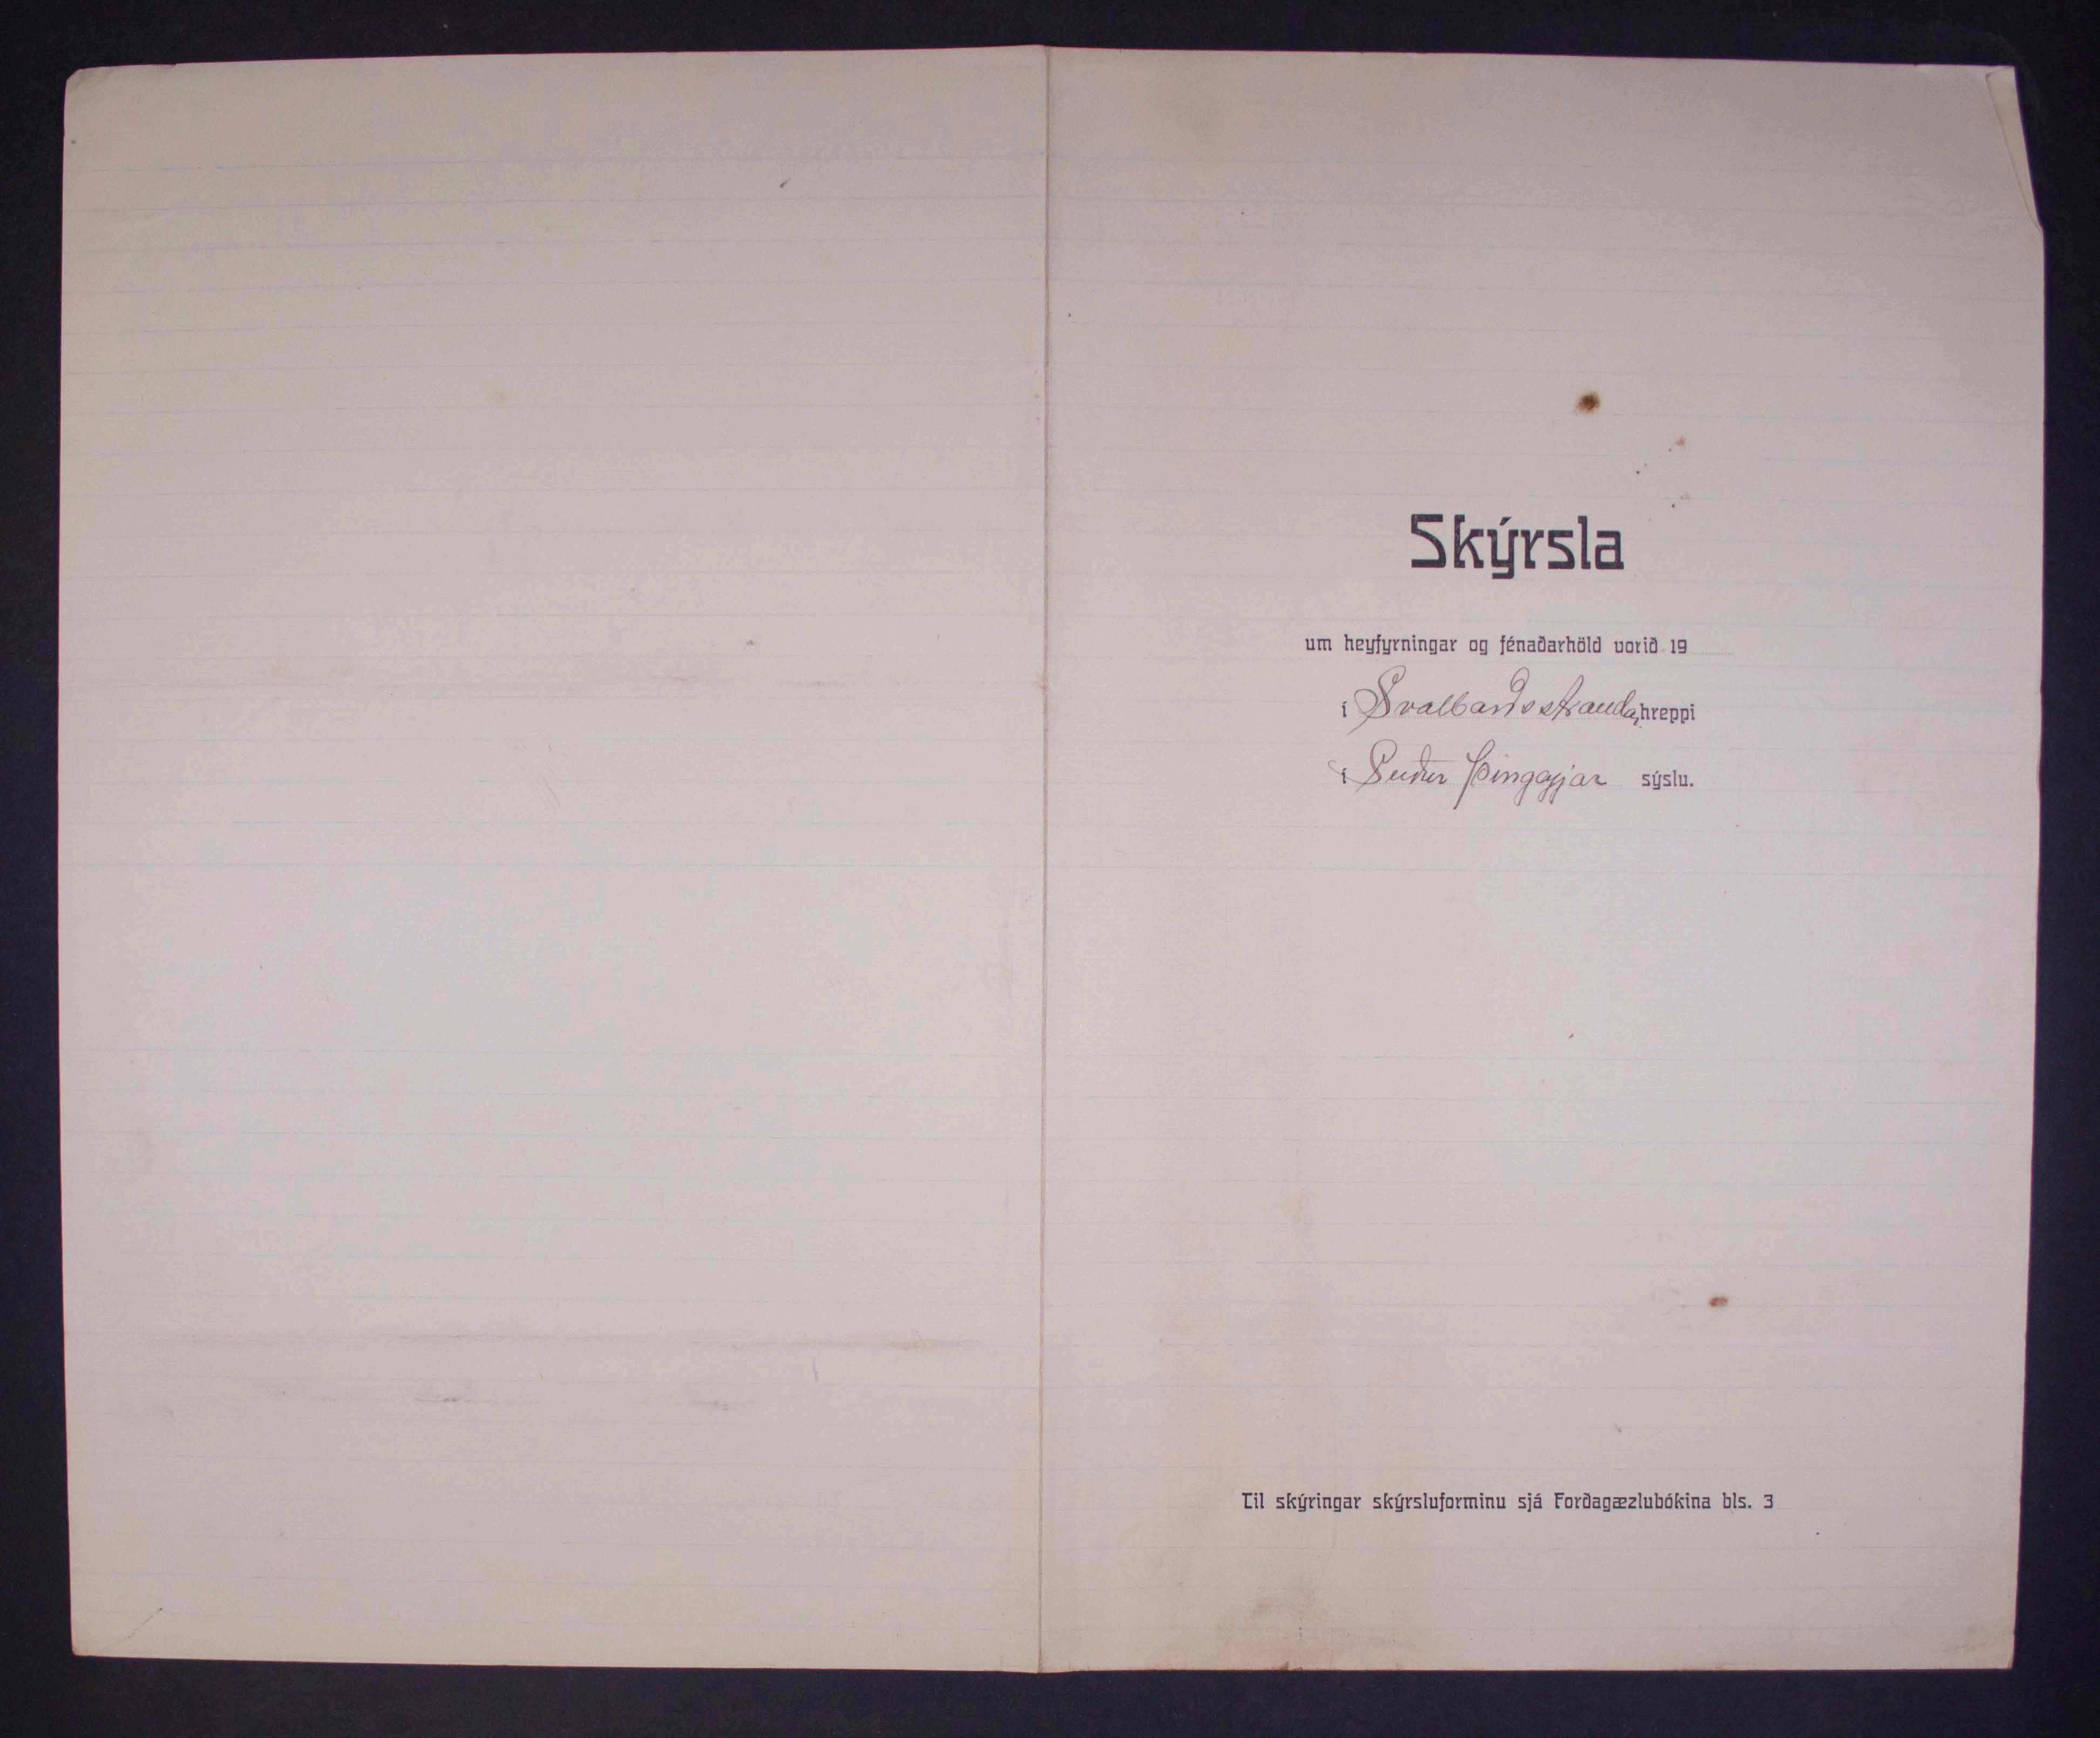 Skýrsla
um heyfyrningar og fénaðarhöld vorið 19
í Svalbarðsstrandar hreppi
í Suður Þingeyjar sýslu.
Til skýringar skýrsluforminu sjá Forðagæzlubókina bls. 3